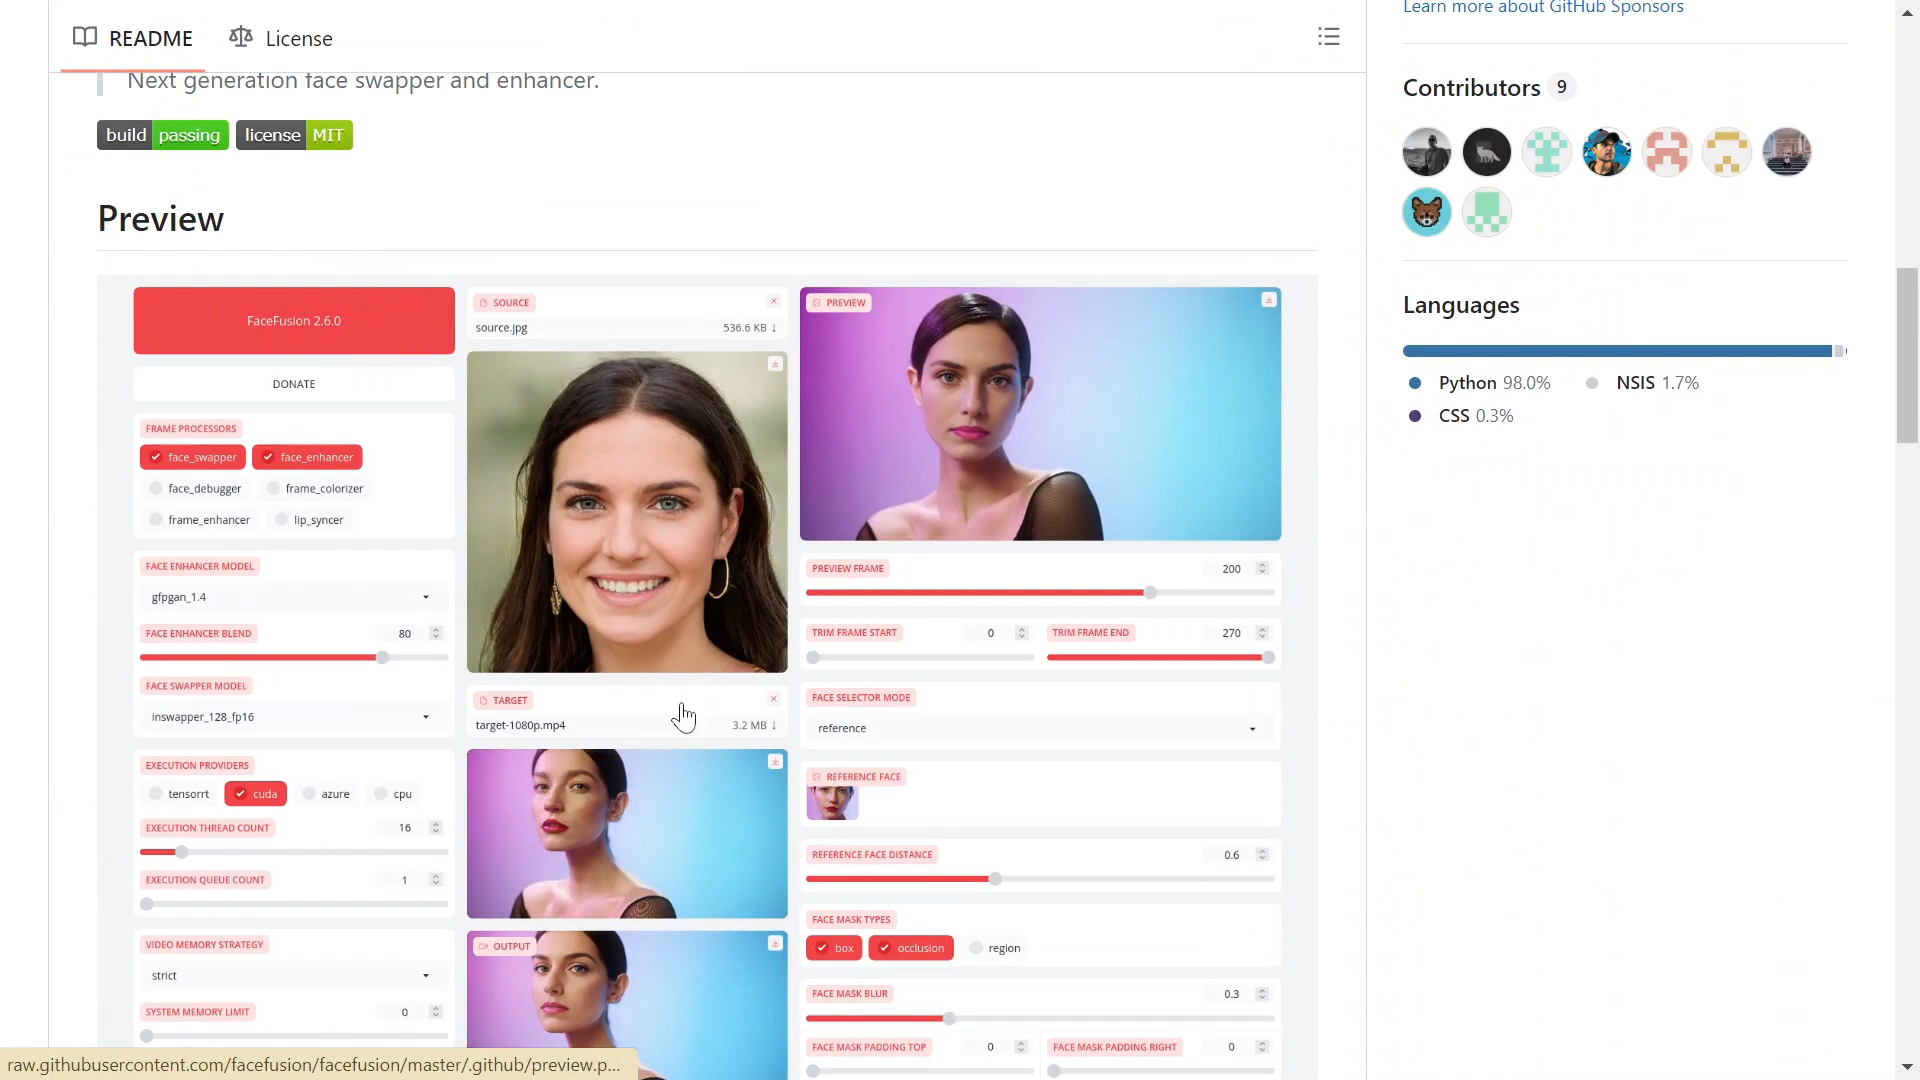 README
License
Learn more about GitHub Sponsors
Next generation face swapper and enhancer.
build passing license MIT
Preview
FaceFusion 2.6.0
DONATE
FRAME PROCESSORS
face_swapper face_enhancer
face_debugger frame_colorizer
frame_enhancer lip_syncer
FACE ENHANCER MODEL
gfpgan_1.4
FACE ENHANCER BLEND 80
FACE SWAPPER MODEL
inswapper_128_fp16
EXECUTION PROVIDERS
tensorrt cuda azure cpu
EXECUTION THREAD COUNT 16
EXECUTION QUEUE COUNT 1
VIDEO MEMORY STRATEGY
strict
SYSTEM MEMORY LIMIT 0
SOURCE
source.jpg 536.6 KB ↓
TARGET
target-1080p.mp4 3.2 MB ↓
OUTPUT
PREVIEW
PREVIEW FRAME 200
TRIM FRAME START 0 TRIM FRAME END 270
FACE SELECTOR MODE
reference
REFERENCE FACE
REFERENCE FACE DISTANCE 0.6
FACE MASK TYPES
box occlusion region
FACE MASK BLUR 0.3
FACE MASK PADDING TOP 0 FACE MASK PADDING RIGHT 0
Contributors 9
Languages
Python 98.0% NSIS 1.7%
CSS 0.3%
raw.githubusercontent.com/facefusion/facefusion/master/.github/preview.p...